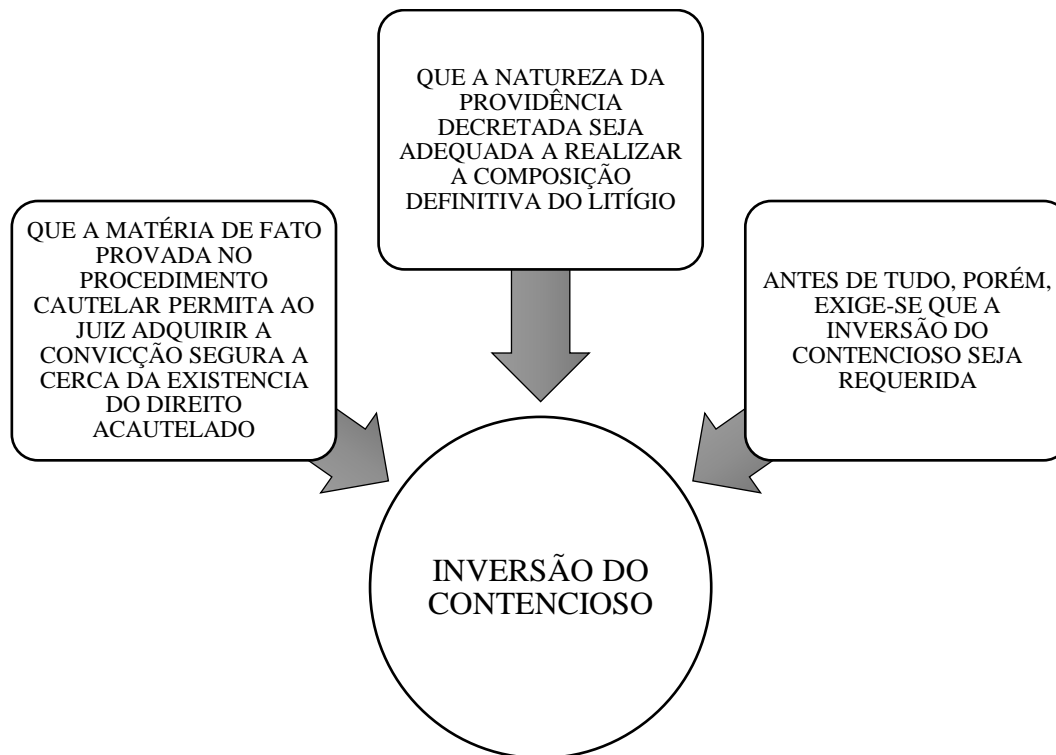 QUE A MATÉRIA DE FATO
PROVADA NO
PROCEDIMENTO
CAUTELAR PERMITA AO
JUIZ ADQUIRIR A
CONVICÇÃO SEGURA A
CERCA DA EXISTENCIA
DO DIREITO
ACAUTELADO
QUE A NATUREZA DA
PROVIDÊNCIA
DECRETADA SEJA
ADEQUADA A REALIZAR
A COMPOSIÇÃO
DEFINITIVA DO LITÍGIO
ANTES DE TUDO, PORÉM,
EXIGE-SE QUE A
INVERSÃO DO
CONTENCIOSO SEJA
REQUERIDA
INVERSÃO DO
CONTENCIOSO